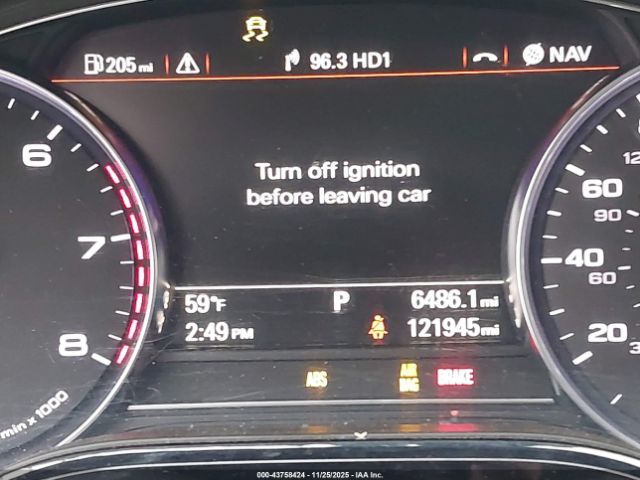 205 mi 96.3 HD1 NAV
Turn off ignition
before leaving car
6
7
8
min x 1000
60
90
40
60
20
59°F P 6486.1 mi
2:49 PM 121945 mi
ABS AIR BAG BRAKE
000-43758424 - 11/25/2025 - IAA Inc.